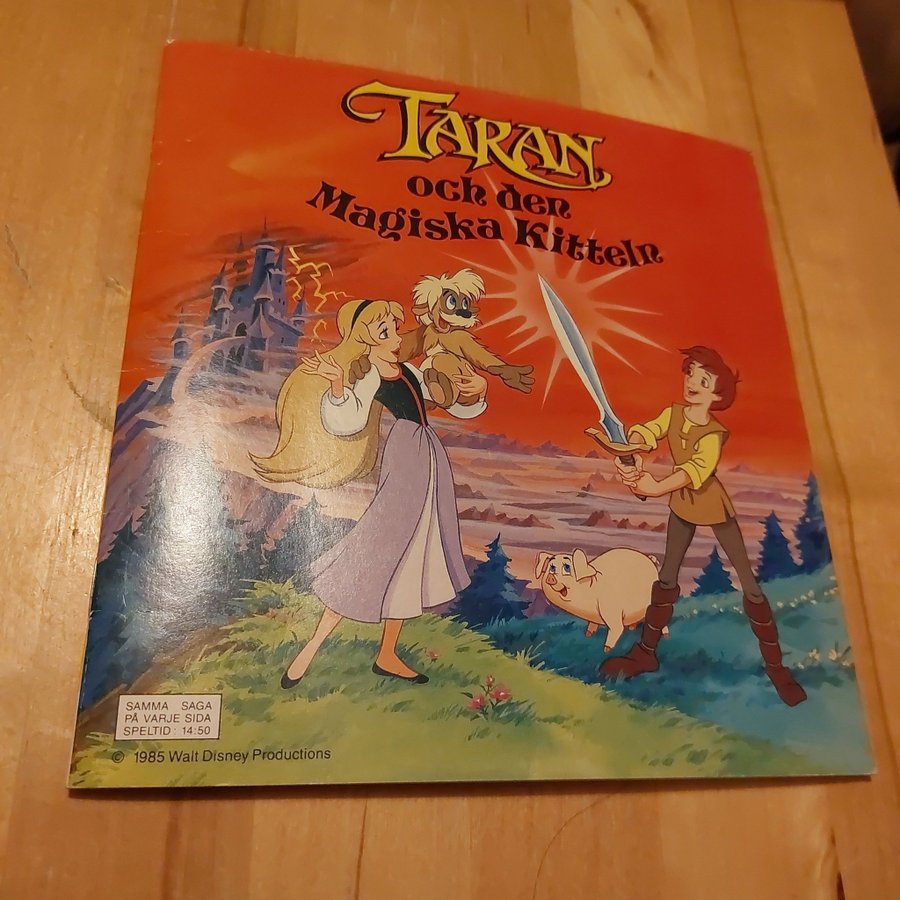 TARAN
och den
Magiska Kitteln
SAMMA SAGA
PÅ VARJE SIDA
SPELTID: 14:50
© 1985 Walt Disney Productions